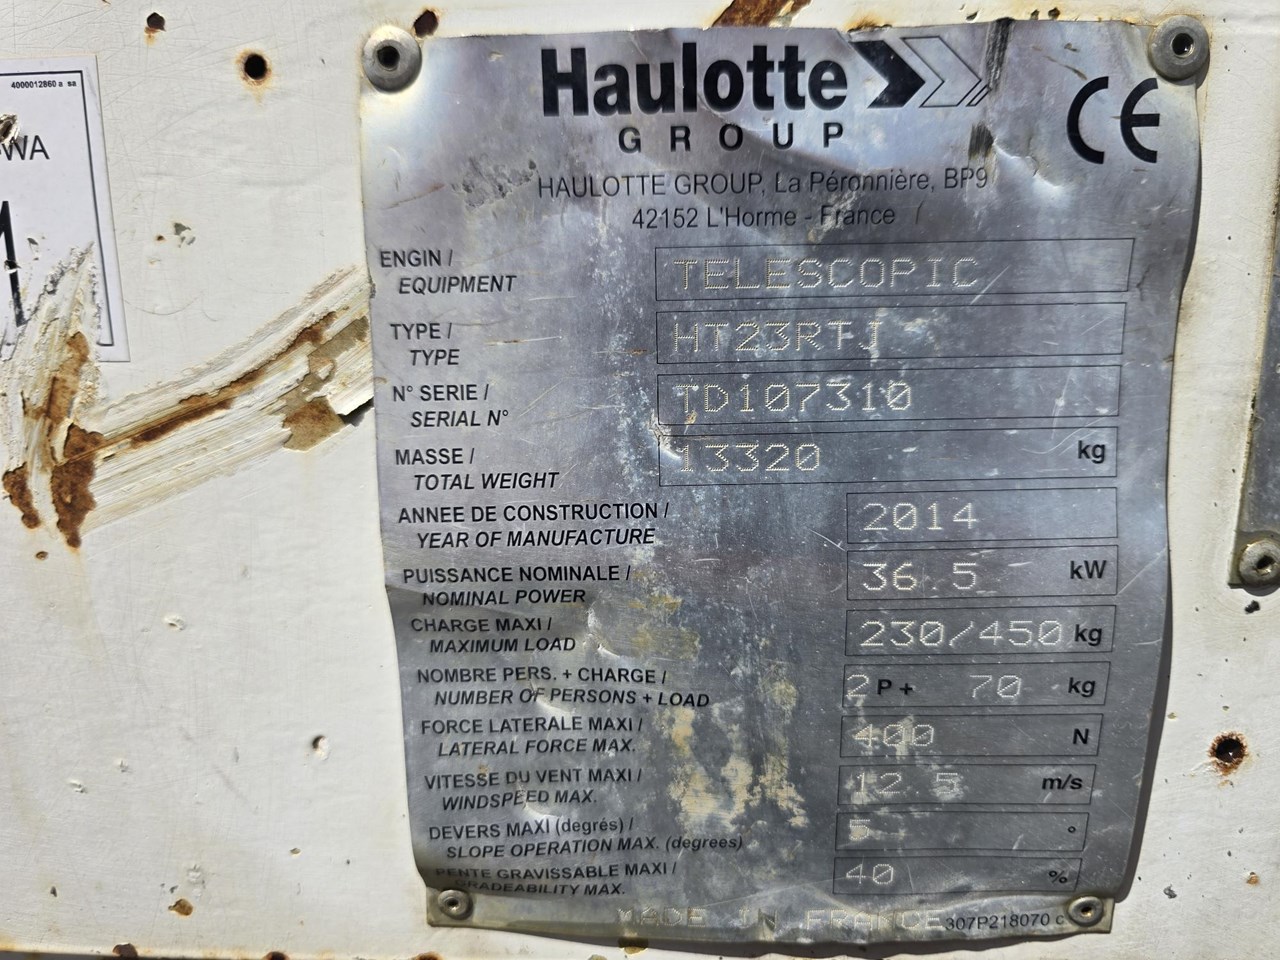 4000012860 a sa
WA
Haulotte
GROUP
CE
HAULOTTE GROUP, La Péronnière, BP9
42152 L'Horme - France
ENGIN /
EQUIPMENT
TELESCOPIC
TYPE /
TYPE
HT23RTJ
N° SERIE /
SERIAL N°
TD107310
MASSE /
TOTAL WEIGHT
13320 kg
ANNEE DE CONSTRUCTION /
YEAR OF MANUFACTURE
2014
PUISSANCE NOMINALE /
NOMINAL POWER
36.5 kW
CHARGE MAXI /
MAXIMUM LOAD
230/450 kg
NOMBRE PERS. + CHARGE /
NUMBER OF PERSONS + LOAD
2 P + 70 kg
FORCE LATERALE MAXI /
LATERAL FORCE MAX.
400 N
VITESSE DU VENT MAXI /
WINDSPEED MAX.
12.5 m/s
DEVERS MAXI (degrés) /
SLOPE OPERATION MAX. (degrees)
5 °
PENTE GRAVISSABLE MAXI /
GRADEABILITY MAX.
40 %
MADE IN FRANCE
307P218070 c